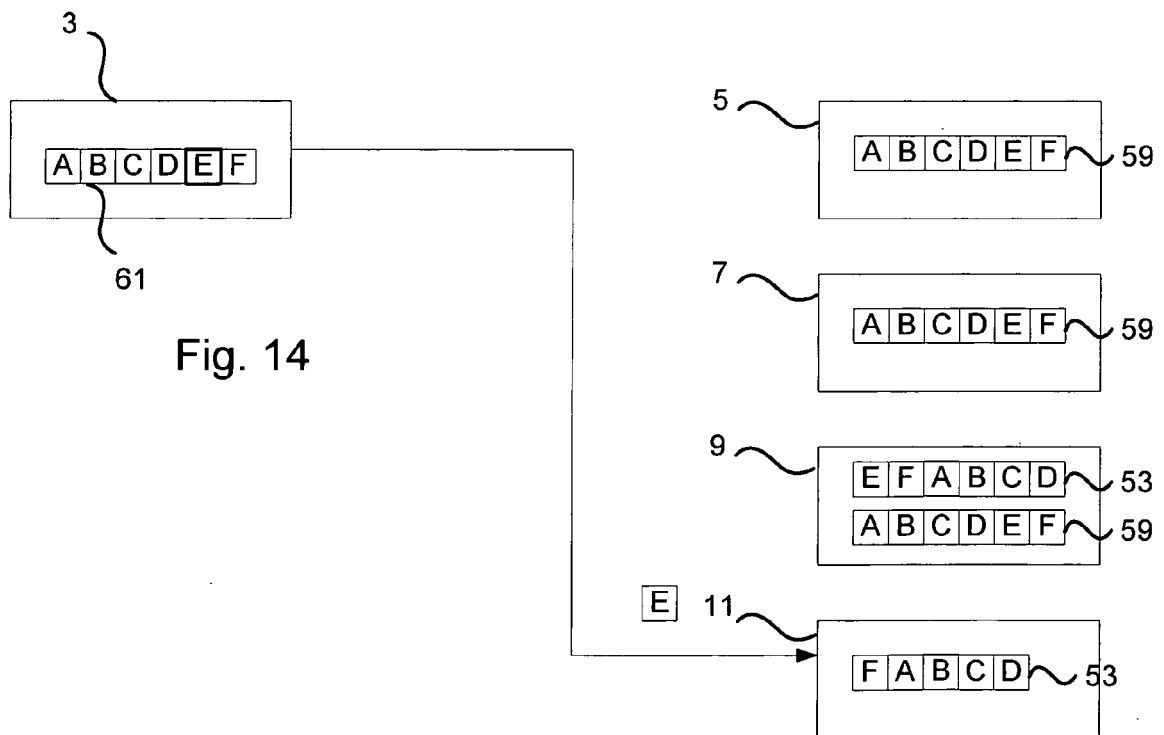 3
A B C D E F
61
Fig. 14
5
A B C D E F 59
7
A B C D E F 59
9
E F A B C D 53
A B C D E F 59
E
11
F A B C D 53